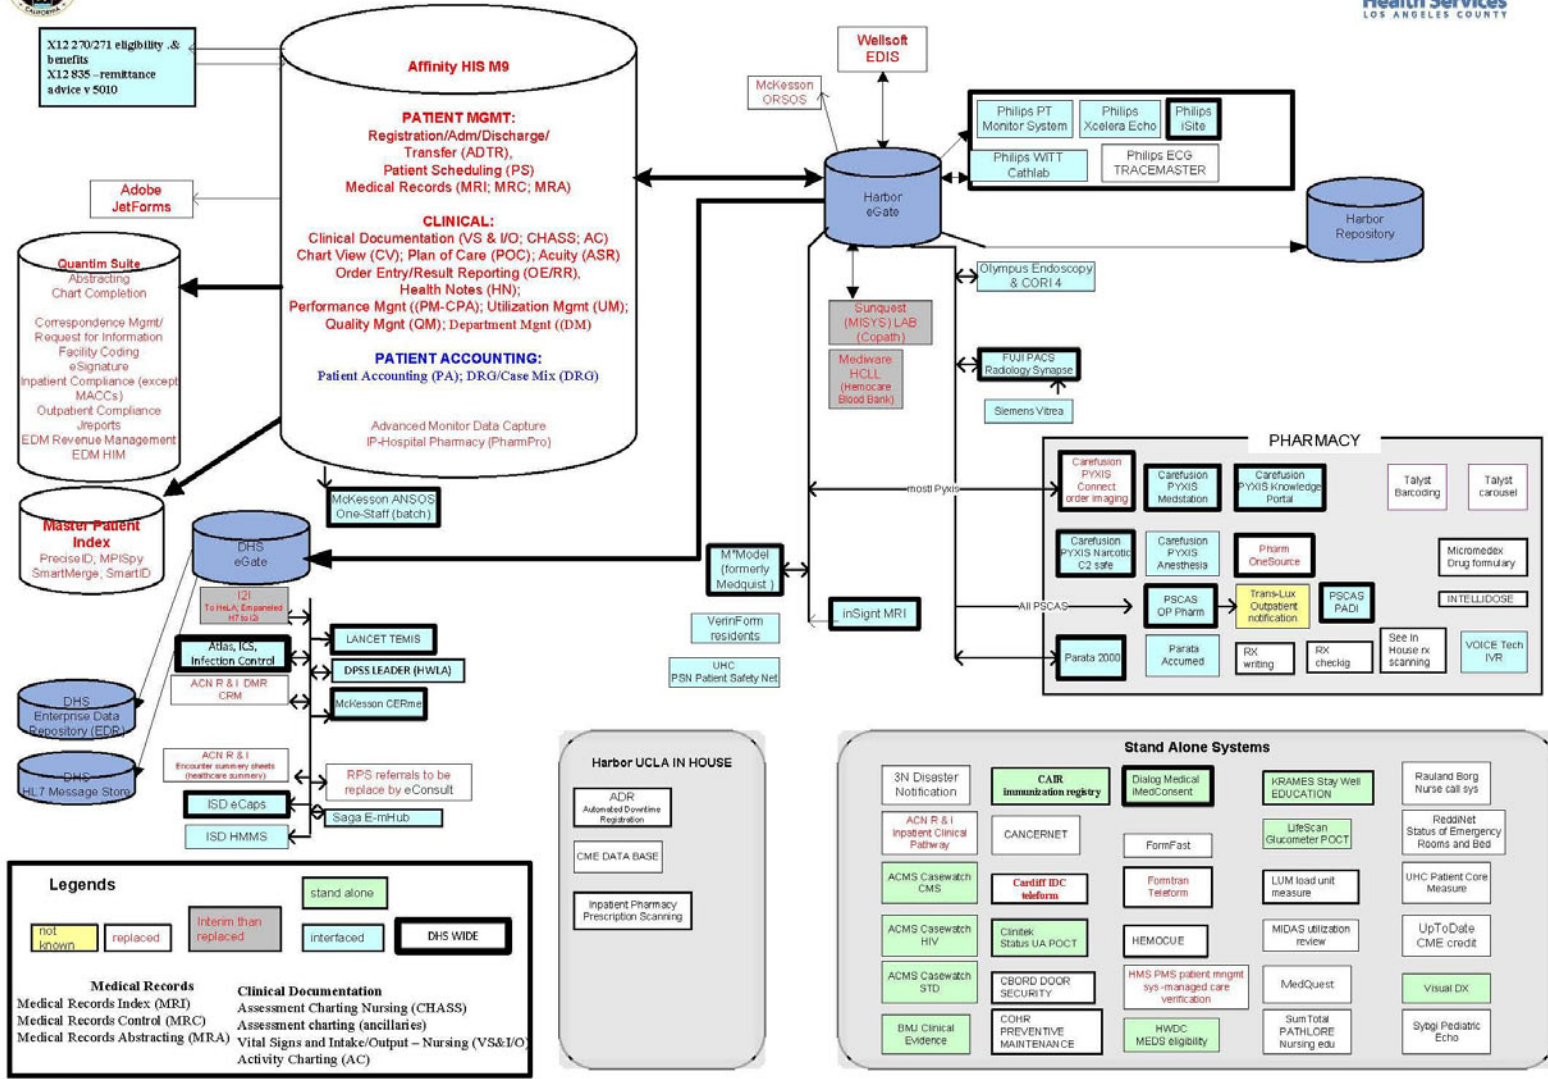 CALIFORNIA
Health Services
LOS ANGELES COUNTY
X12 270/271 eligibility .&
benefits
X12 835 –remittance
advice v 5010
Affinity HIS M9
PATIENT MGMT:
Registration/Adm/Discharge/
Transfer (ADTR),
Patient Scheduling (PS)
Medical Records (MRI; MRC; MRA)
CLINICAL:
Clinical Documentation (VS & I/O; CHASS; AC)
Chart View (CV); Plan of Care (POC); Acuity (ASR)
Order Entry/Result Reporting (OE/RR),
Health Notes (HN);
Performance Mgnt ((PM-CPA); Utilization Mgmt (UM);
Quality Mgnt (QM); Department Mgnt ((DM)
PATIENT ACCOUNTING:
Patient Accounting (PA); DRG/Case Mix (DRG)
Advanced Monitor Data Capture
IP-Hospital Pharmacy (PharmPro)
Adobe
JetForms
Quantim Suite
Abstracting
Chart Completion
Correspondence Mgmt/
Request for Information
Facility Coding
eSignature
Inpatient Compliance (except
MACCs)
Outpatient Compliance
Jreports
EDM Revenue Management
EDM HIM
Master Patient
Index
PreciseID; MPISpy
SmartMerge; SmartID
McKesson ANSOS
One-Staff (batch)
McKesson
ORSOS
Wellsoft
EDIS
Harbor
eGate
Philips PT
Monitor System
Philips
Xcelera Echo
Philips
iSite
Philips WITT
Cathlab
Philips ECG
TRACEMASTER
Harbor
Repository
Olympus Endoscopy
& CORI 4
Sunquest
(MISYS) LAB
(Copath)
Mediware
HCLL
(Hemocare
Blood Bank)
FUJI PACS
Radiology Synapse
Siemens Vitrea
mostl Pyxis
All PSCAS
M*Model
(formerly
Medquist )
inSignt MRI
VerinForm
residents
UHC
PSN Patient Safety Net
PHARMACY
Carefusion
PYXIS
Connect
order imaging
Carefusion
PYXIS
Medstation
Carefusion
PYXIS Knowledge
Portal
Talyst
Barcoding
Talyst
carousel
Carefusion
PYXIS Narcotic
C2 safe
Carefusion
PYXIS
Anesthesia
Pharm
OneSource
Micromedex
Drug formulary
PSCAS
OP Pharm
Trans-Lux
Outpatient
notification
PSCAS
PADI
INTELLIDOSE
Parata 2000
Parata
Accumed
RX
writing
RX
checkig
See In
House rx
scanning
VOICE Tech
IVR
DHS
eGate
I2I
To HeLA; Empaneled
H7 to I2I
Atlas, ICS,
Infection Control
ACN R & I DMR
CRM
LANCET TEMIS
DPSS LEADER (HWLA)
McKesson CERme
DHS
Enterprise Data
Repository (EDR)
DHS
HL7 Message Store
ACN R & I
Encounter summery sheets
(healthcare summery)
RPS referrals to be
replace by eConsult
ISD eCaps
Saga E-mHub
ISD HMMS
Harbor UCLA IN HOUSE
ADR
Automated Downtime
Registration
CME DATA BASE
Inpatient Pharmacy
Prescription Scanning
Stand Alone Systems
3N Disaster
Notification
CAIR
immunization registry
Dialog Medical
iMedConsent
KRAMES Stay Well
EDUCATION
Rauland Borg
Nurse call sys
ACN R & I
Inpatient Clinical
Pathway
CANCERNET
FormFast
LifeScan
Glucometer POCT
ReddiNet
Status of Emergency
Rooms and Bed
ACMS Casewatch
CMS
Cardiff IDC
teleform
Formtran
Teleform
LUM load unit
measure
UHC Patient Core
Measure
ACMS Casewatch
HIV
Clinitek
Status UA POCT
HEMOCUE
MIDAS utilization
review
UpToDate
CME credit
ACMS Casewatch
STD
CBORD DOOR
SECURITY
HMS PMS patient mngmt
sys -managed care
verification
MedQuest
Visual DX
BMJ Clinical
Evidence
COHR
PREVENTIVE
MAINTENANCE
HWDC
MEDS eligibility
SumTotal
PATHLORE
Nursing edu
Sybgi Pediatric
Echo
Legends
stand alone
not
known
replaced
Interim than
replaced
interfaced
DHS WIDE
Medical Records
Medical Records Index (MRI)
Medical Records Control (MRC)
Medical Records Abstracting (MRA)
Clinical Documentation
Assessment Charting Nursing (CHASS)
Assessment charting (ancillaries)
Vital Signs and Intake/Output – Nursing (VS&I/O)
Activity Charting (AC)